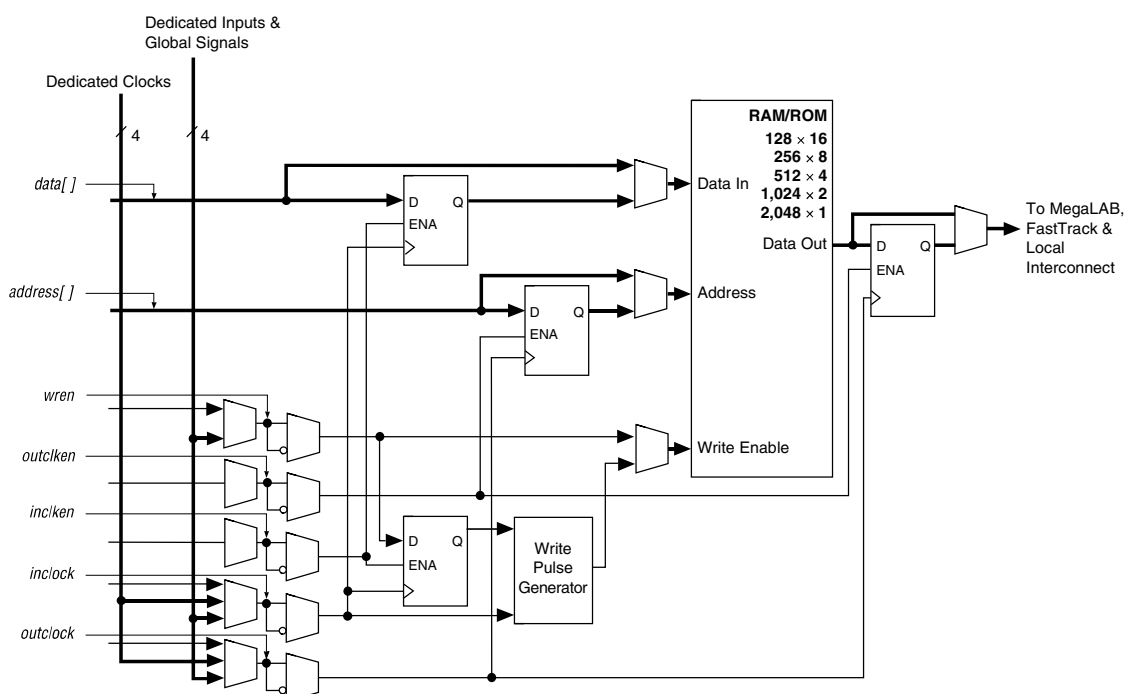 Dedicated Inputs &
Global Signals
Dedicated Clocks
4
4
RAM/ROM
128 × 16
256 × 8
512 × 4
1,024 × 2
2,048 × 1
data[ ]
D
Q
ENA
Data In
Data Out
D
Q
ENA
To MegaLAB,
FastTrack &
Local
Interconnect
address[ ]
D
Q
ENA
Address
wren
Write Enable
outclken
inclken
D
Q
ENA
Write
Pulse
Generator
inclock
outclock